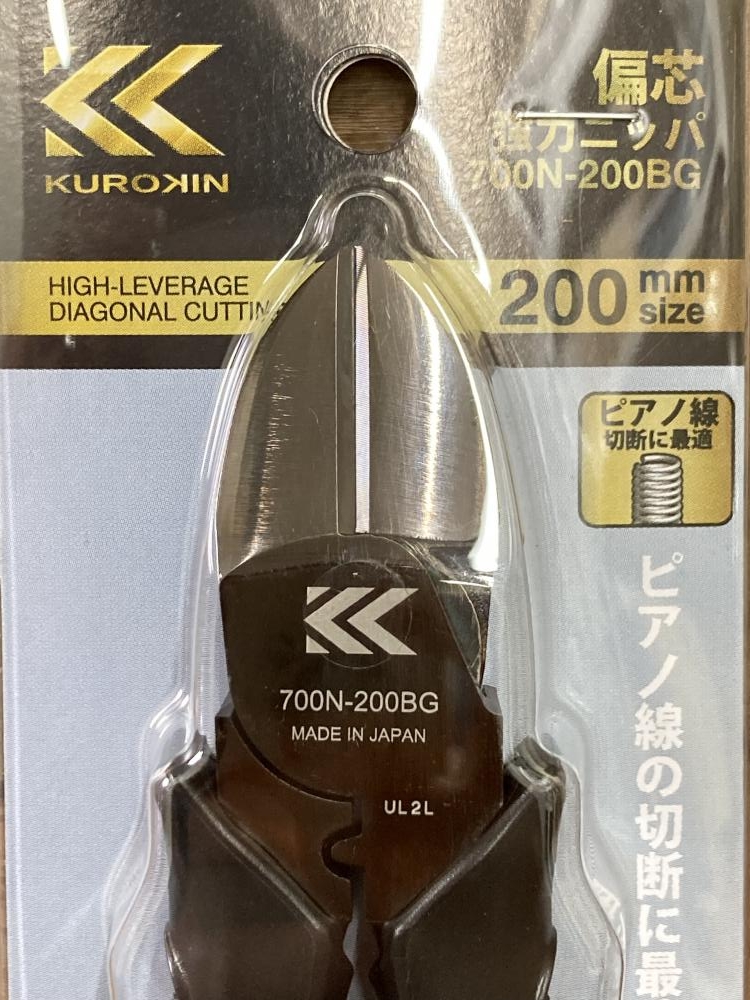 KUROKIN
偏芯
強力ニッパ
700N-200BG
HIGH-LEVERAGE
DIAGONAL CUTTIN
200 mm size
ピアノ線
切断に最適
ピアノ線の切断に最
700N-200BG
MADE IN JAPAN
UL2L